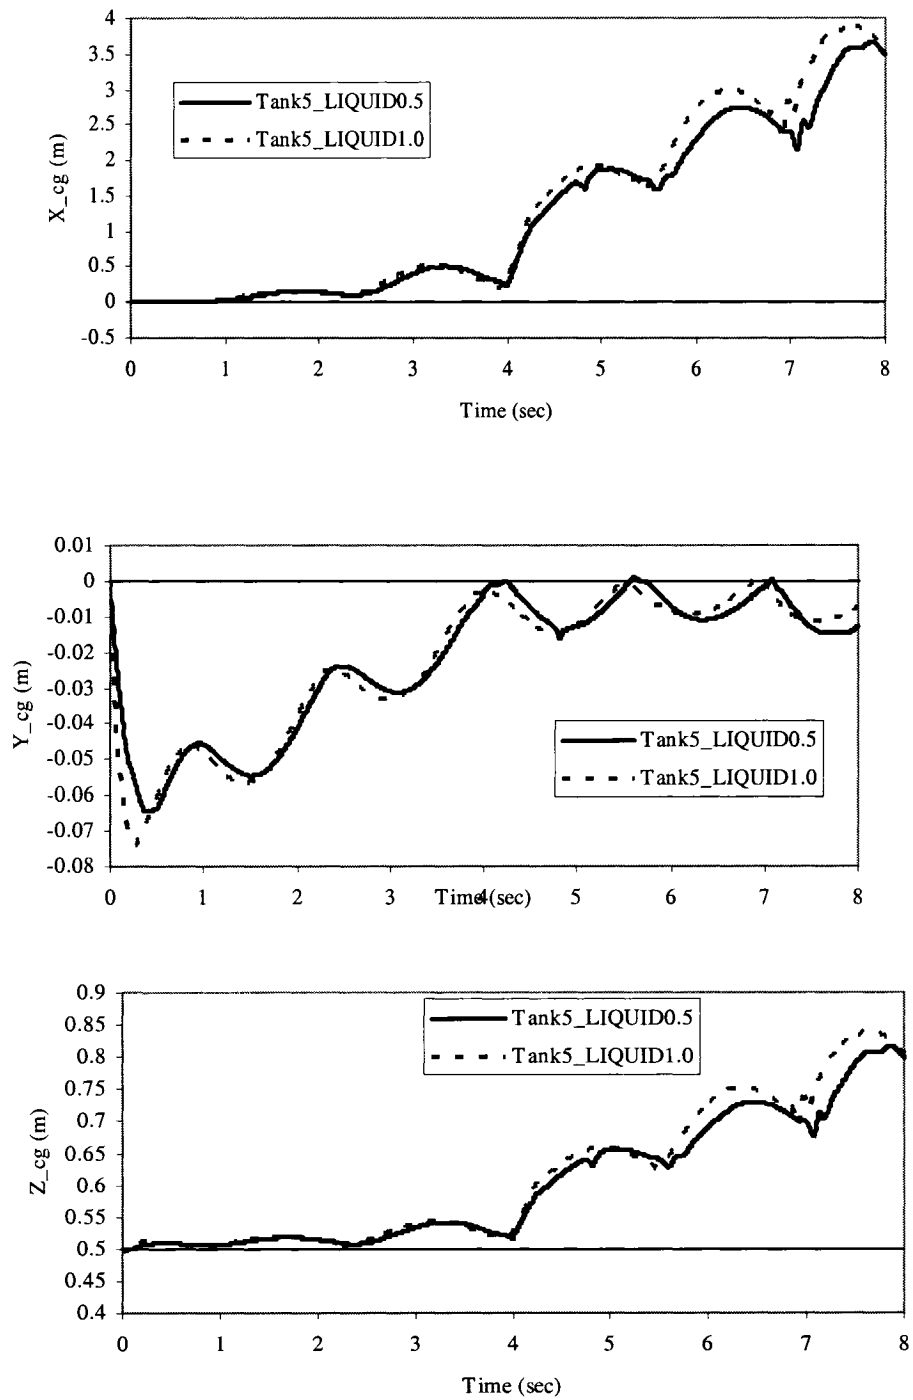 4
3.5
3
2.5
2
1.5
1
0.5
0
-0.5
X_cg (m)
Tank5_LIQUID0.5
Tank5_LIQUID1.0
0 1 2 3 4 5 6 7 8
Time (sec)
0.01
0
-0.01
-0.02
-0.03
-0.04
-0.05
-0.06
-0.07
-0.08
Y_cg (m)
Tank5_LIQUID0.5
Tank5_LIQUID1.0
0 1 2 3 4 5 6 7 8
Time (sec)
0.9
0.85
0.8
0.75
0.7
0.65
0.6
0.55
0.5
0.45
0.4
Z_cg (m)
Tank5_LIQUID0.5
Tank5_LIQUID1.0
0 1 2 3 4 5 6 7 8
Time (sec)